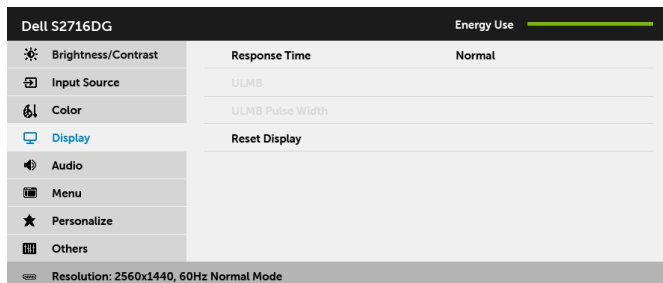 Dell S2716DG Energy Use
Brightness/Contrast Response Time Normal
Input Source ULMB
Color ULMB Pulse Width
Display Reset Display
Audio
Menu
Personalize
Others
Resolution: 2560x1440, 60Hz Normal Mode